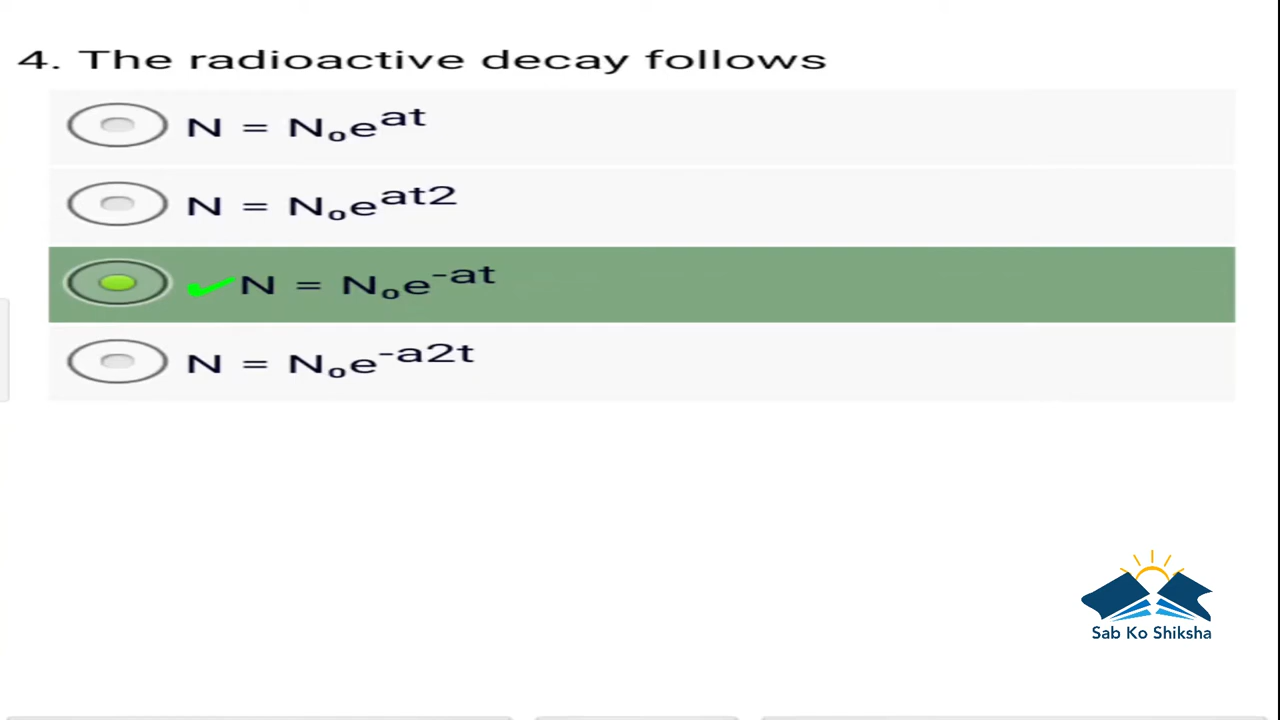 4. The radioactive decay follows
N = N₀e^at
N = N₀e^at2
✔N = N₀e^-at
N = N₀e^-a2t
Sab Ko Shiksha